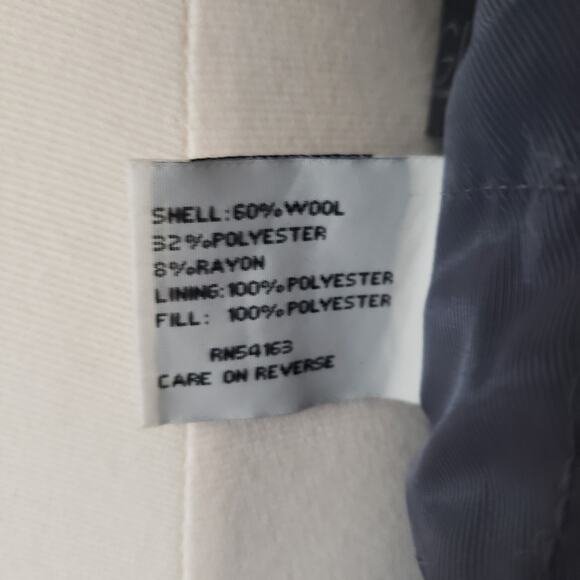 SHELL:60%WOOL
32%POLYESTER
8%RAYON
LINING:100%POLYESTER
FILL: 100%POLYESTER
RN54163
CARE ON REVERSE